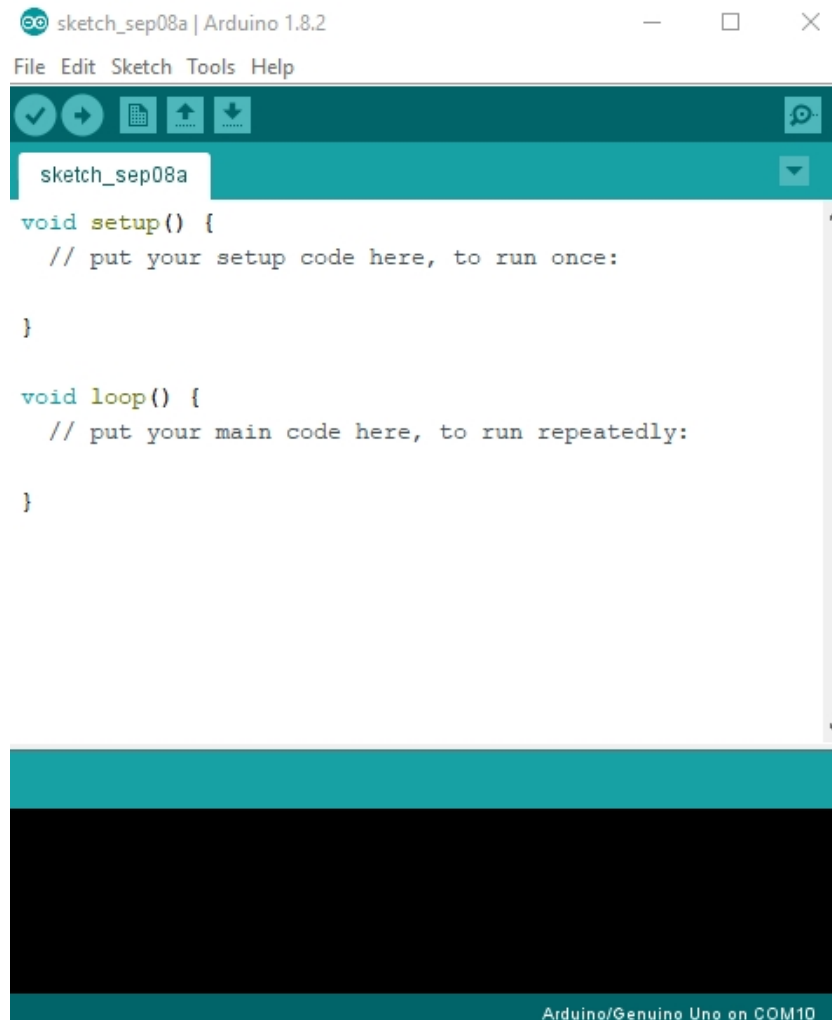 sketch_sep08a | Arduino 1.8.2
File Edit Sketch Tools Help
sketch_sep08a
void setup() {
  // put your setup code here, to run once:
}
void loop() {
  // put your main code here, to run repeatedly:
}
Arduino/Genuino Uno on COM10